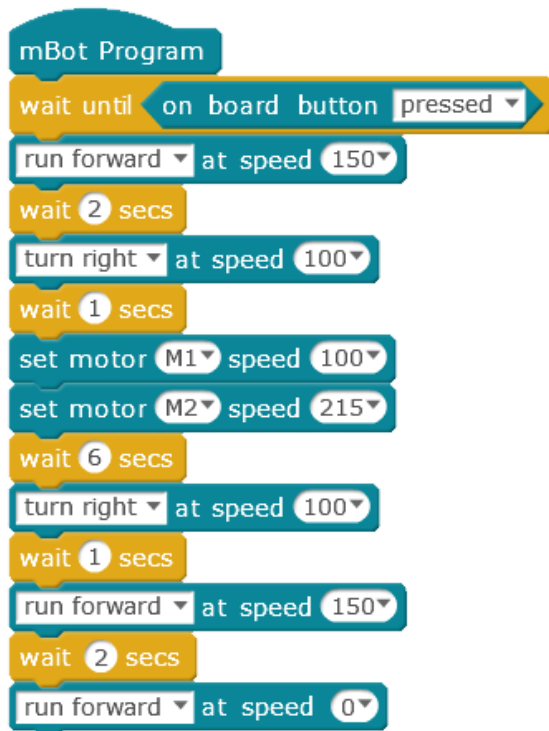 mBot Program
wait until on board button pressed
run forward at speed 150
wait 2 secs
turn right at speed 100
wait 1 secs
set motor M1 speed 100
set motor M2 speed 215
wait 6 secs
turn right at speed 100
wait 1 secs
run forward at speed 150
wait 2 secs
run forward at speed 0